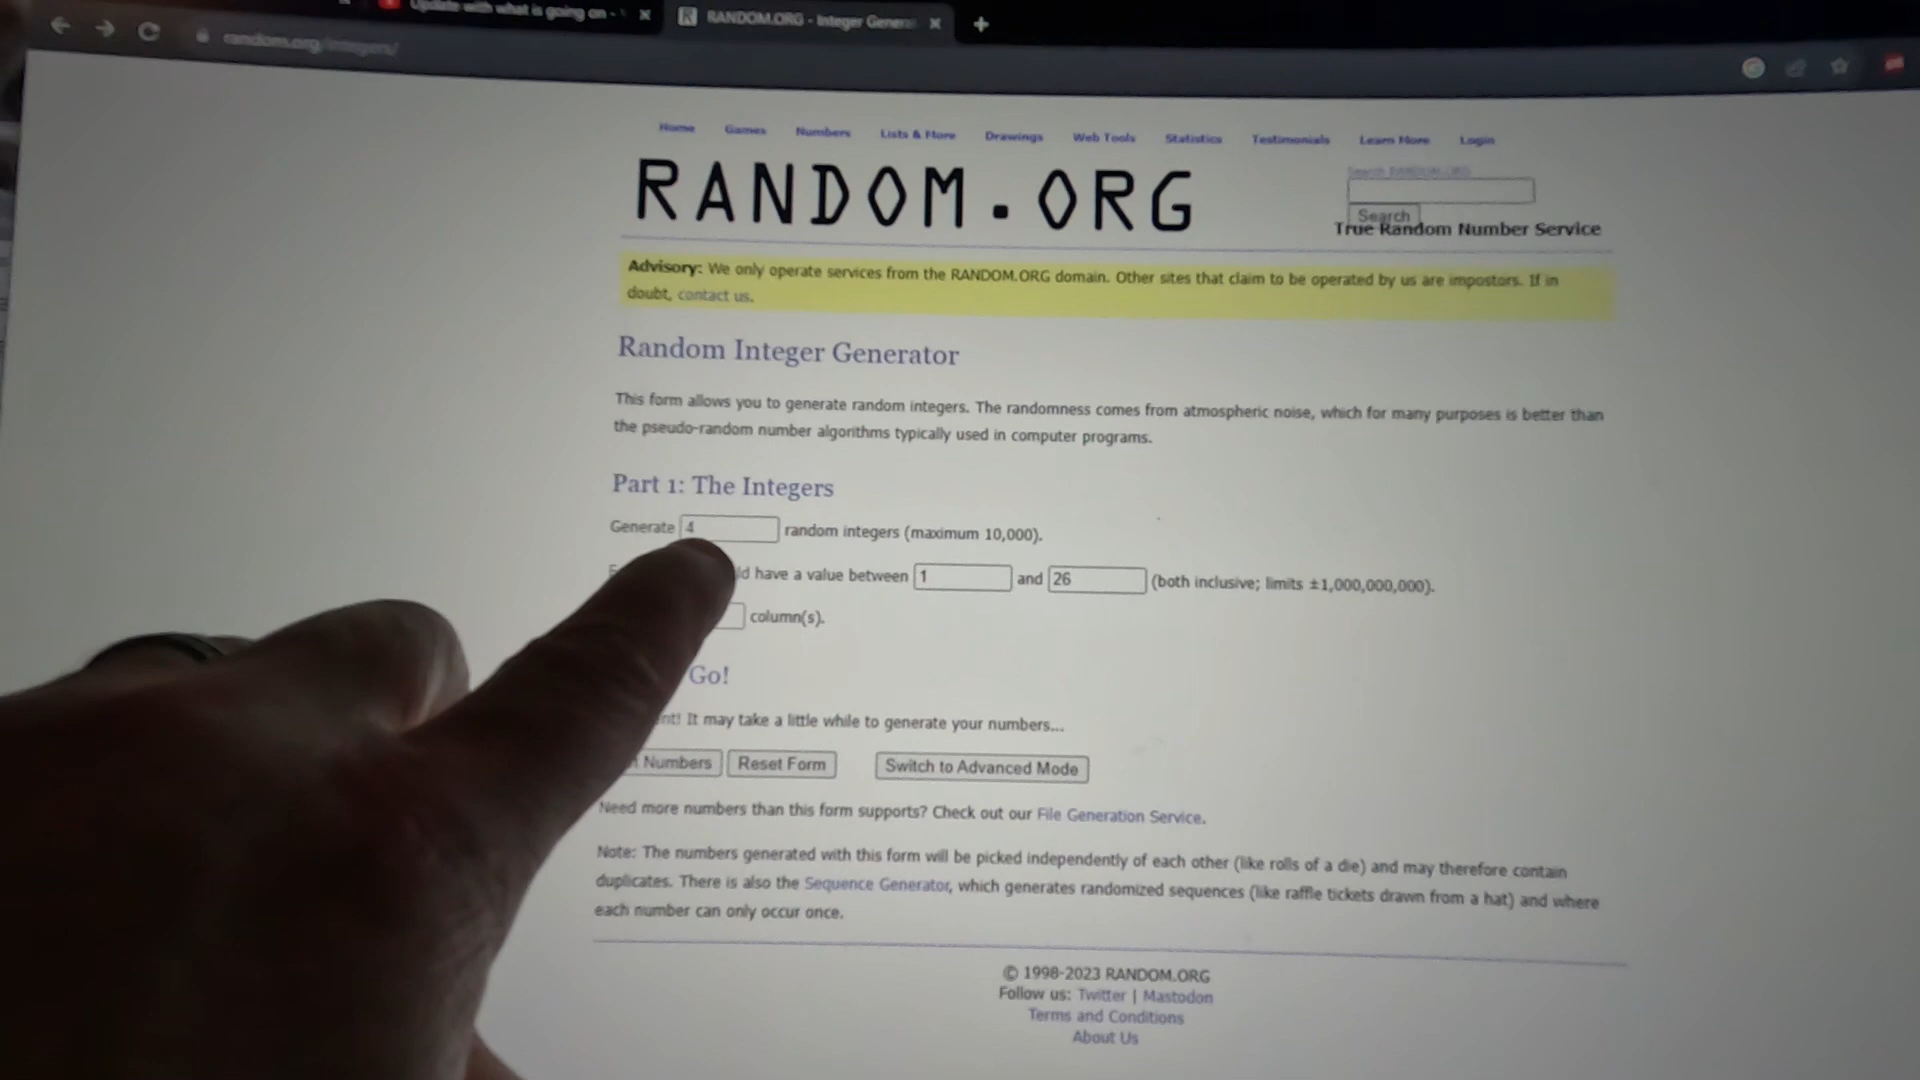 Update with what is going on -
RANDOM.ORG - Integer Genera
random.org/integers/
Home Games Numbers Lists & More Drawings Web Tools Statistics Testimonials Learn More Login
RANDOM.ORG
Search RANDOM.ORG
Search
True Random Number Service
Advisory: We only operate services from the RANDOM.ORG domain. Other sites that claim to be operated by us are impostors. If in
doubt, contact us.
Random Integer Generator
This form allows you to generate random integers. The randomness comes from atmospheric noise, which for many purposes is better than
the pseudo-random number algorithms typically used in computer programs.
Part 1: The Integers
Generate 4 random integers (maximum 10,000).
have a value between 1 and 26 (both inclusive; limits ±1,000,000,000).
column(s).
Go!
It may take a little while to generate your numbers...
Numbers Reset Form Switch to Advanced Mode
Need more numbers than this form supports? Check out our File Generation Service.
Note: The numbers generated with this form will be picked independently of each other (like rolls of a die) and may therefore contain
duplicates. There is also the Sequence Generator, which generates randomized sequences (like raffle tickets drawn from a hat) and where
each number can only occur once.
© 1998-2023 RANDOM.ORG
Follow us: Twitter | Mastodon
Terms and Conditions
About Us